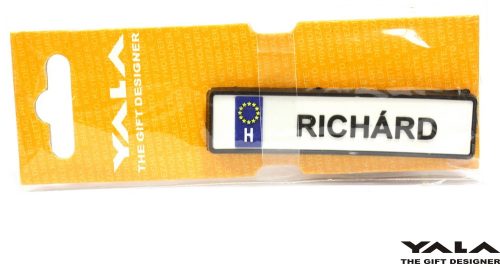 YALA
THE GIFT DESIGNER
H
RICHÁRD
YALA
THE GIFT DESIGNER